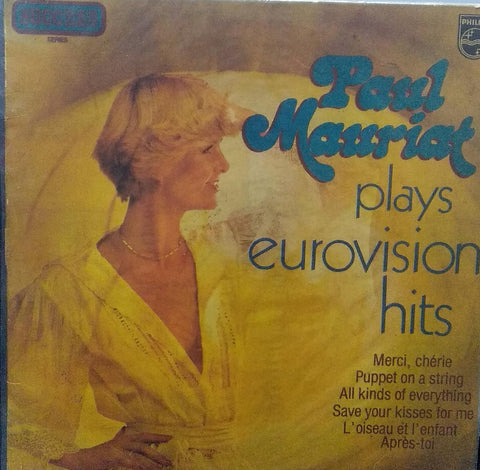 SERIES
PHILIPS
Paul
Mauriat
plays
eurovision
hits
Merci, chérie
Puppet on a string
All kinds of everything
Save your kisses for me
L'oiseau et l'enfant
Après-toi